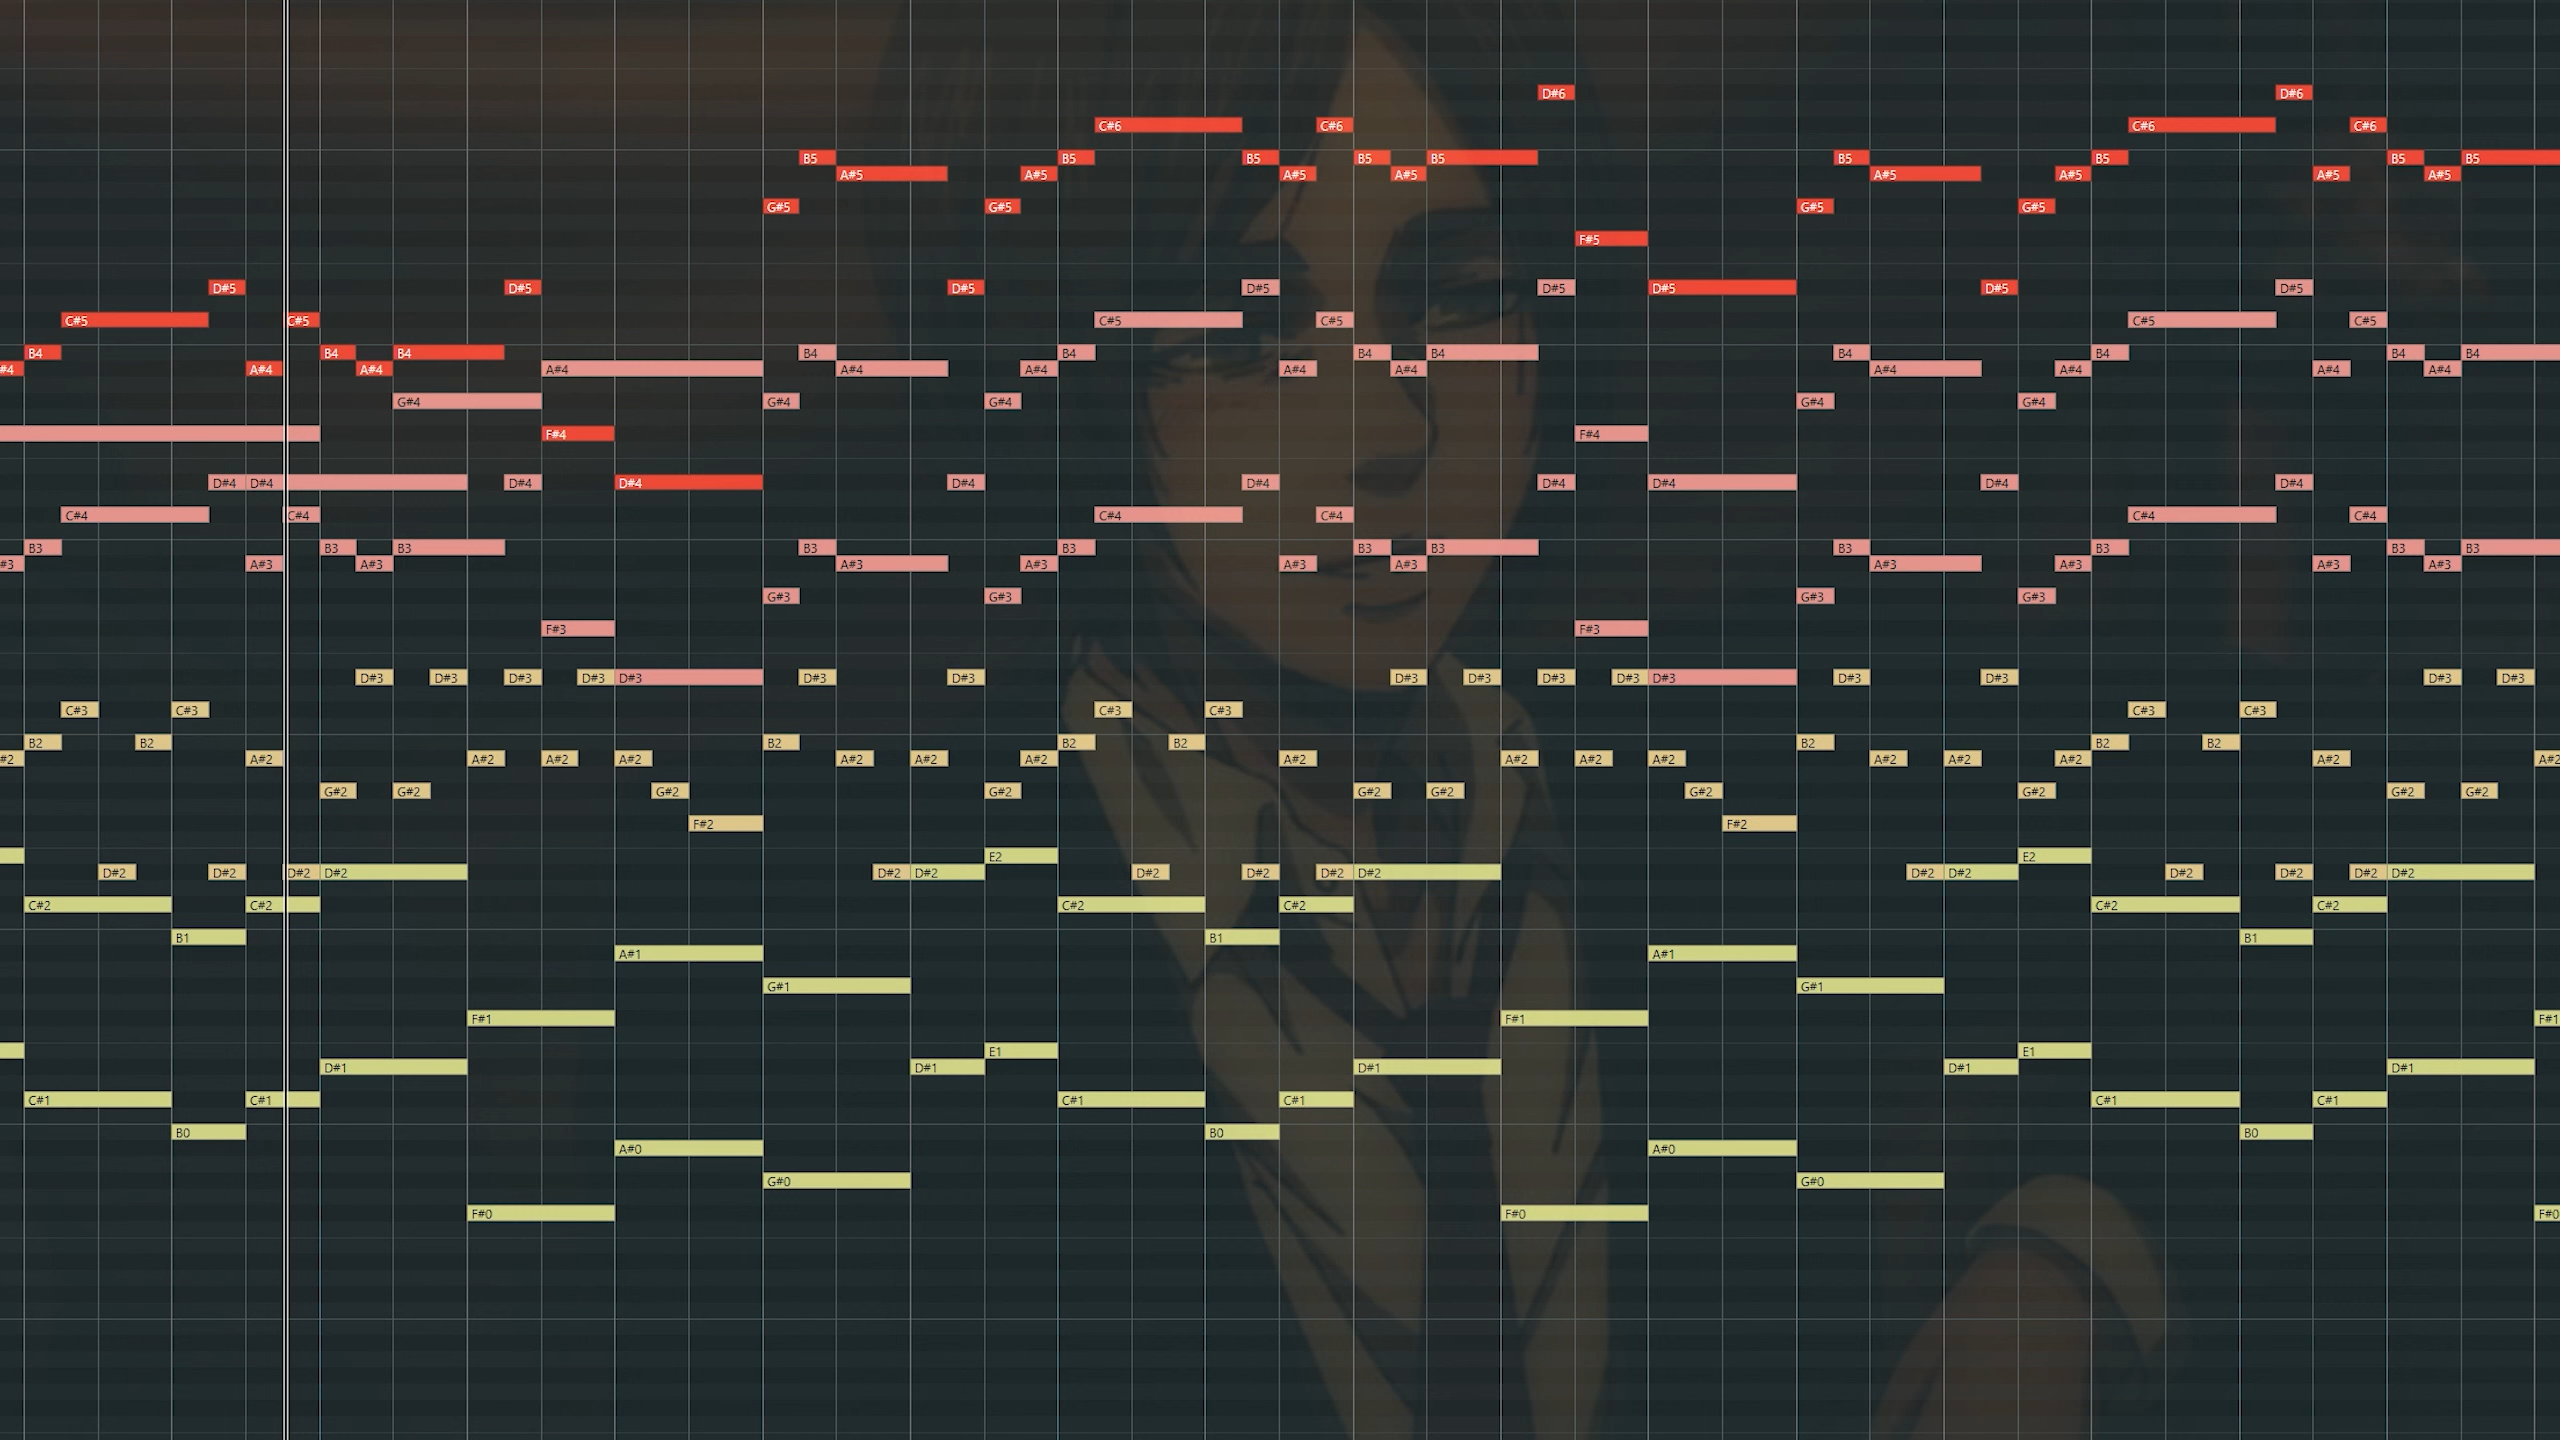 D#6 D#6
C#6 C#6 C#6 C#6
B5 B5 B5 B5 B5 B5 B5 B5
A#5 A#5 A#5 A#5 A#5 A#5 A#5 A#5
G#5 G#5 G#5 G#5
F#5
D#5 D#5 D#5 D#5 D#5 D#5 D#5 D#5
C#5 C#5 C#5 C#5 C#5 C#5
B4 B4 B4 B4 B4 B4 B4 B4 B4 B4 B4
#4 A#4 A#4 A#4 A#4 A#4 A#4 A#4 A#4 A#4 A#4 A#4
G#4 G#4 G#4 G#4 G#4
F#4 F#4
D#4 D#4 D#4 D#4 D#4 D#4 D#4 D#4 D#4 D#4
C#4 C#4 C#4 C#4 C#4 C#4
B3 B3 B3 B3 B3 B3 B3 B3 B3 B3 B3
#3 A#3 A#3 A#3 A#3 A#3 A#3 A#3 A#3 A#3 A#3
G#3 G#3 G#3 G#3
F#3 F#3
D#3 D#3 D#3 D#3 D#3 D#3 D#3 D#3 D#3 D#3 D#3 D#3 D#3 D#3 D#3 D#3
C#3 C#3 C#3 C#3 C#3 C#3
B2 B2 B2 B2 B2 B2 B2 B2
#2 A#2 A#2 A#2 A#2 A#2 A#2 A#2 A#2 A#2 A#2 A#2 A#2 A#2 A#2 A#2 A#2
G#2 G#2 G#2 G#2 G#2 G#2 G#2 G#2 G#2 G#2
F#2 F#2
E2 E2
D#2 D#2 D#2 D#2 D#2 D#2 D#2 D#2 D#2 D#2 D#2 D#2 D#2 D#2 D#2 D#2
C#2 C#2 C#2 C#2 C#2 C#2
B1 B1 B1
A#1 A#1
G#1 G#1
F#1 F#1 F#1
E1 E1
D#1 D#1 D#1 D#1 D#1
C#1 C#1 C#1 C#1 C#1 C#1
B0 B0 B0
A#0 A#0
G#0 G#0
F#0 F#0 F#0